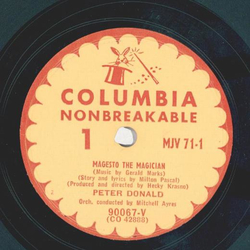 COLUMBIA
NONBREAKABLE
1
MJV 71-1
MAGESTO THE MAGICIAN
(Music by Gerald Marks)
(Story and lyrics by Milton Pascal)
(Produced and directed by Hecky Krasno)
PETER DONALD
Orch. conducted by Mitchell Ayres
90067-V
(CO 42888)